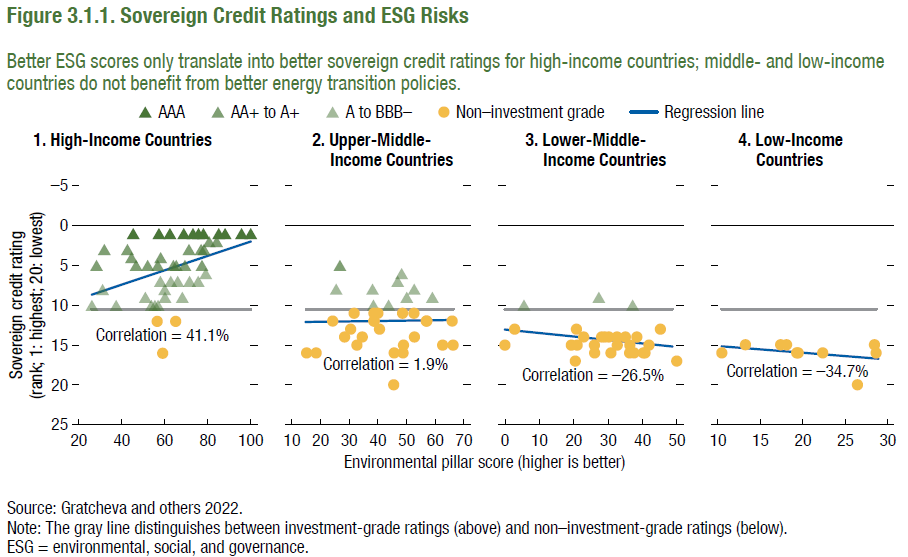 Figure 3.1.1. Sovereign Credit Ratings and ESG Risks
Better ESG scores only translate into better sovereign credit ratings for high-income countries; middle- and low-income
countries do not benefit from better energy transition policies.
AAA AA+ to A+ A to BBB– Non–investment grade Regression line
1. High-Income Countries
2. Upper-Middle-
Income Countries
3. Lower-Middle-
Income Countries
4. Low-Income
Countries
Sovereign credit rating
(rank; 1: highest; 20: lowest)
–5
0
5
10
15
20
25
Correlation = 41.1%
Correlation = 1.9%
Correlation = –26.5%
Correlation = –34.7%
20 40 60 80 100
10 20 30 40 50 60 70
0 10 20 30 40 50
10 15 20 25 30
Environmental pillar score (higher is better)
Source: Gratcheva and others 2022.
Note: The gray line distinguishes between investment-grade ratings (above) and non–investment-grade ratings (below).
ESG = environmental, social, and governance.